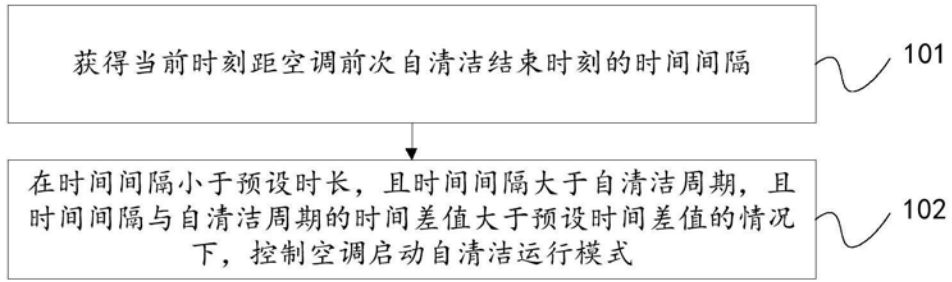 获得当前时刻距空调前次自清洁结束时刻的时间间隔
101
在时间间隔小于预设时长，且时间间隔大于自清洁周期，且
时间间隔与自清洁周期的时间差值大于预设时间差值的情况
下，控制空调启动自清洁运行模式
102